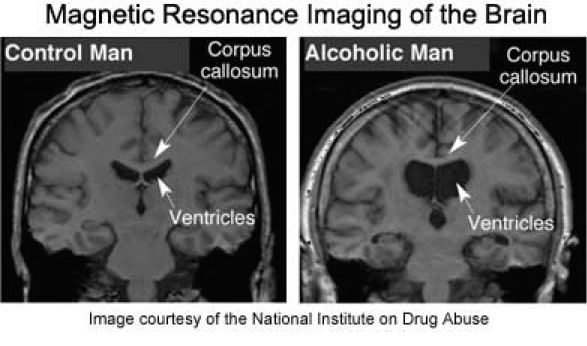 Magnetic Resonance Imaging of the Brain
Control Man
Corpus
callosum
Ventricles
Alcoholic Man
Corpus
callosum
Ventricles
Image courtesy of the National Institute on Drug Abuse